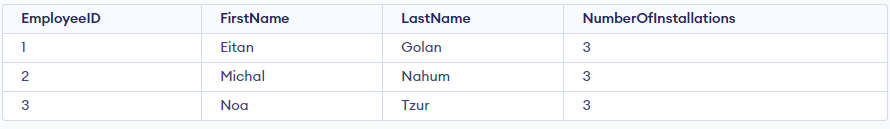 EmployeeID FirstName LastName NumberOfInstallations
1 Eitan Golan 3
2 Michal Nahum 3
3 Noa Tzur 3